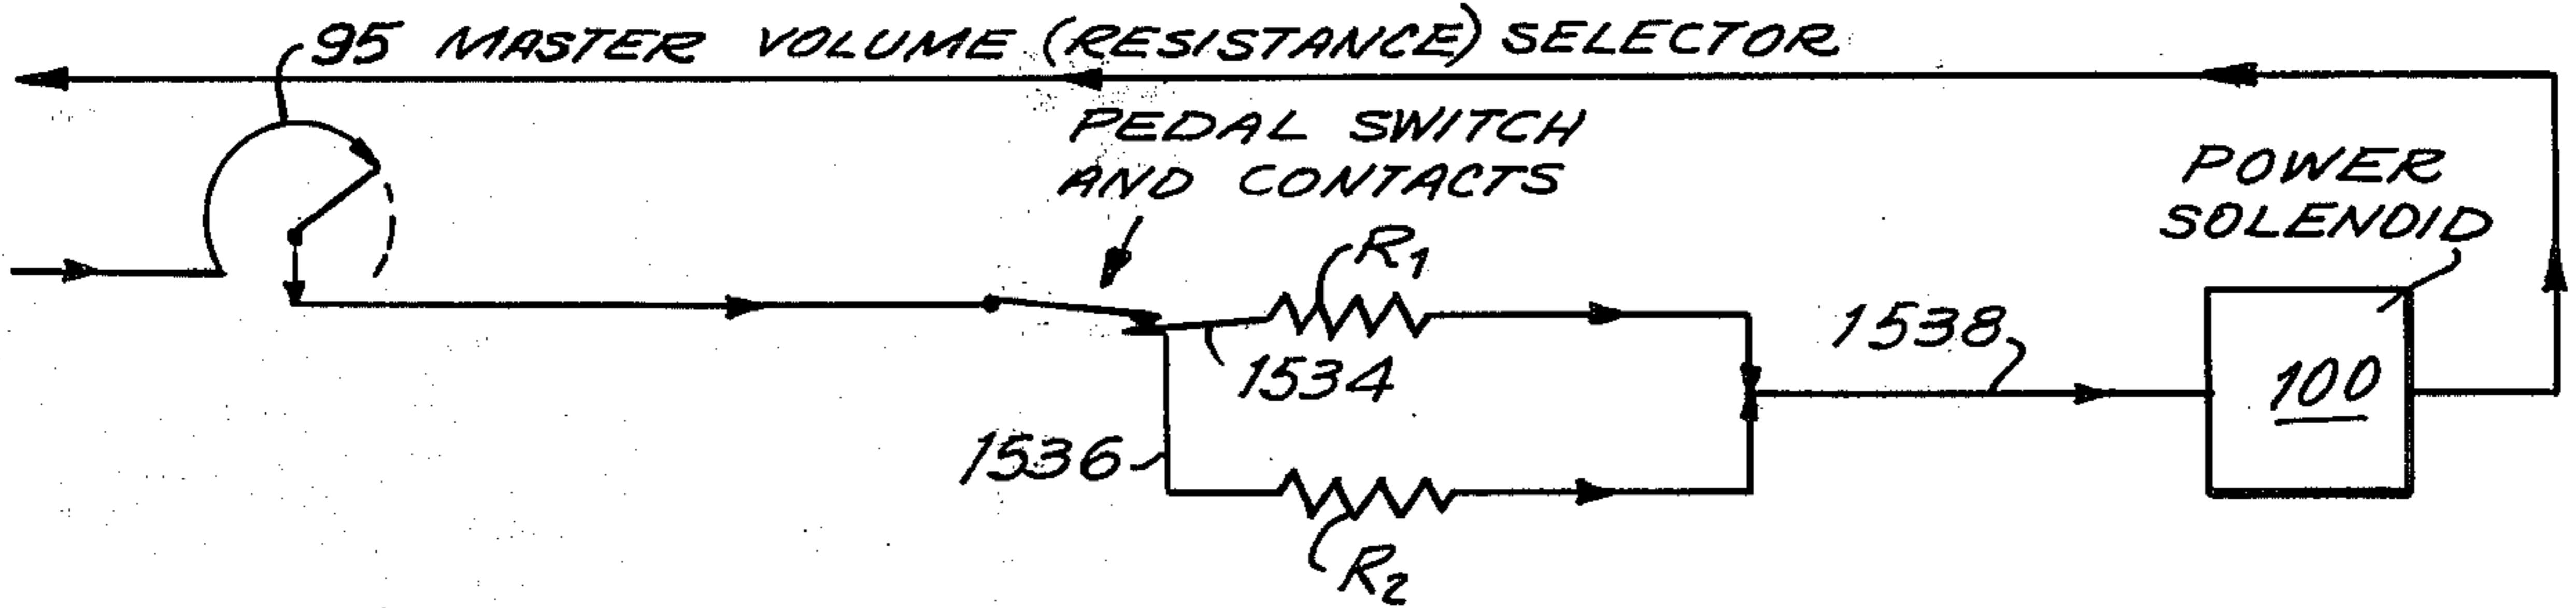 95 MASTER VOLUME (RESISTANCE) SELECTOR
PEDAL SWITCH
AND CONTACTS
POWER
SOLENOID
R1
1534
1538
100
1536
R2